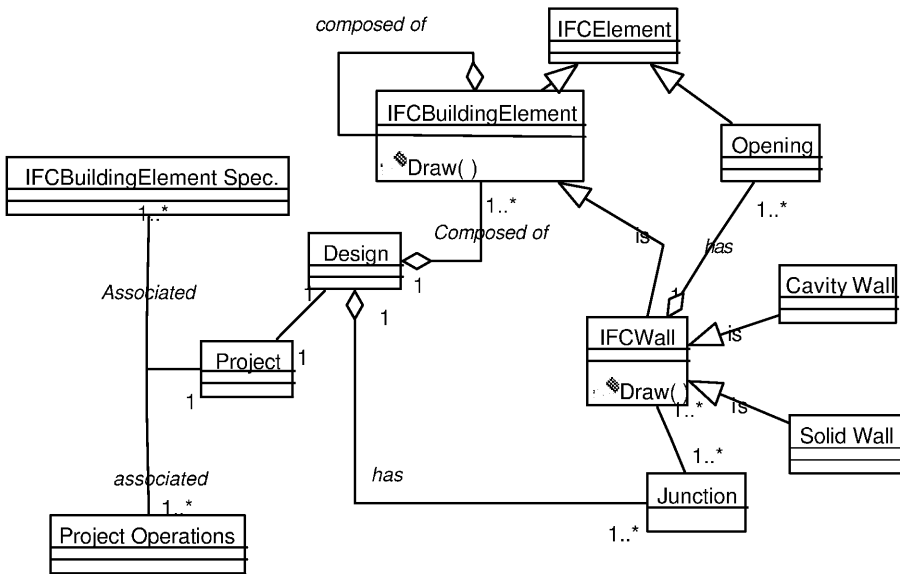 composed of
IFCElement
IFCBuildingElement
Draw( )
Opening
IFCBuildingElement Spec.
1..*
1..*
1..*
Composed of
is
has
Design
1
1
1
1
Associated
Cavity Wall
IFCWall
is
Project
1
1
Draw( )
1..*
is
Solid Wall
1..*
associated
has
1..*
Junction
Project Operations
1..*